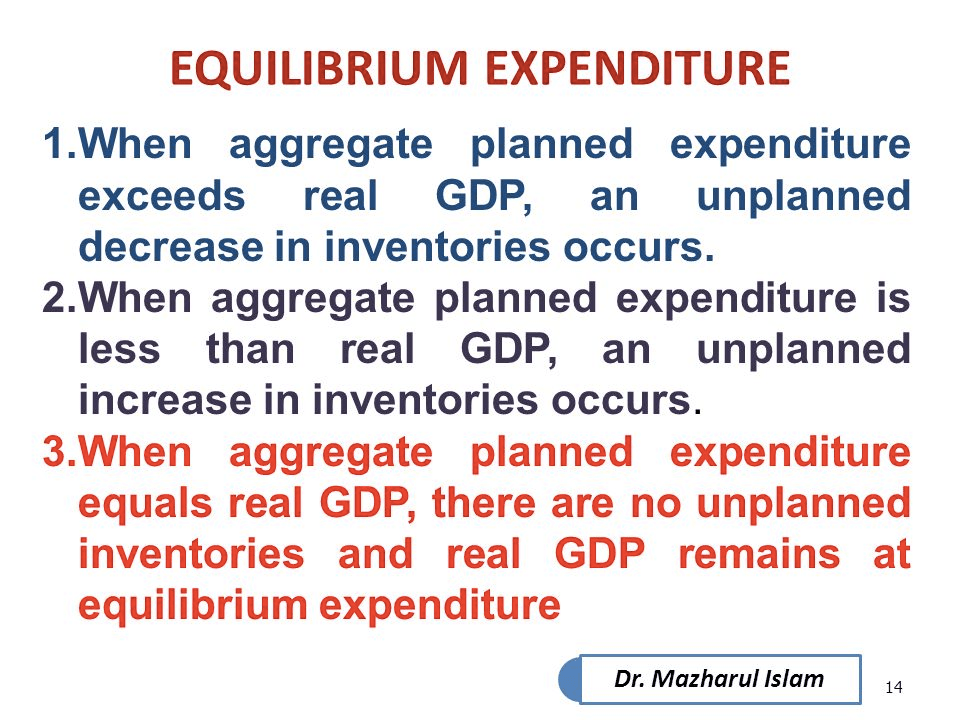 EQUILIBRIUM EXPENDITURE
1.When aggregate planned expenditure
exceeds real GDP, an unplanned
decrease in inventories occurs.
2.When aggregate planned expenditure is
less than real GDP, an unplanned
increase in inventories occurs.
3.When aggregate planned expenditure
equals real GDP, there are no unplanned
inventories and real GDP remains at
equilibrium expenditure
Dr. Mazharul Islam
14